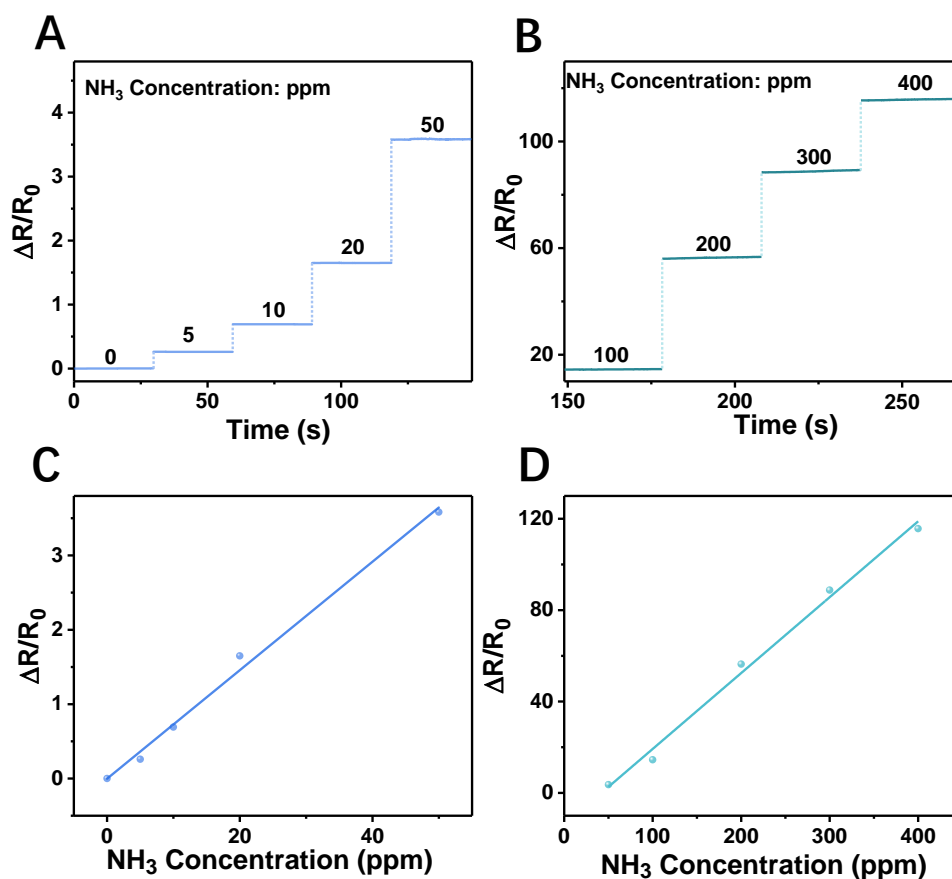 A
NH₃ Concentration: ppm
0
5
10
20
50
4
3
2
1
0
ΔR/R₀
0
50
100
Time (s)
B
NH₃ Concentration: ppm
100
200
300
400
100
60
20
ΔR/R₀
150
200
250
Time (s)
C
3
2
1
0
ΔR/R₀
0
20
40
NH₃ Concentration (ppm)
D
120
80
40
0
ΔR/R₀
0
100
200
300
400
NH₃ Concentration (ppm)